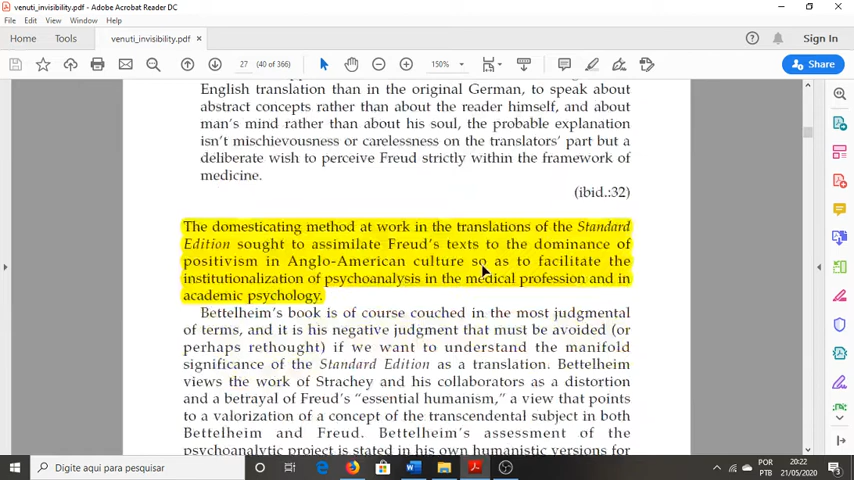 venuti_invisibility.pdf - Adobe Acrobat Reader DC
File Edit View Window Help
Home Tools venuti_invisibility.pdf × Sign In
27 (40 of 366) 150% Share
English translation than in the original German, to speak about
abstract concepts rather than about the reader himself, and about
man's mind rather than about his soul, the probable explanation
isn't mischievousness or carelessness on the translators' part but a
deliberate wish to perceive Freud strictly within the framework of
medicine.
(ibid.:32)
The domesticating method at work in the translations of the Standard
Edition sought to assimilate Freud's texts to the dominance of
positivism in Anglo-American culture so as to facilitate the
institutionalization of psychoanalysis in the medical profession and in
academic psychology.
Bettelheim's book is of course couched in the most judgmental
of terms, and it is his negative judgment that must be avoided (or
perhaps rethought) if we want to understand the manifold
significance of the Standard Edition as a translation. Bettelheim
views the work of Strachey and his collaborators as a distortion
and a betrayal of Freud's "essential humanism," a view that points
to a valorization of a concept of the transcendental subject in both
Bettelheim and Freud. Bettelheim's assessment of the
psychoanalytic project is stated in his own humanistic versions for
Digite aqui para pesquisar
POR 20:22
PTB 21/05/2020